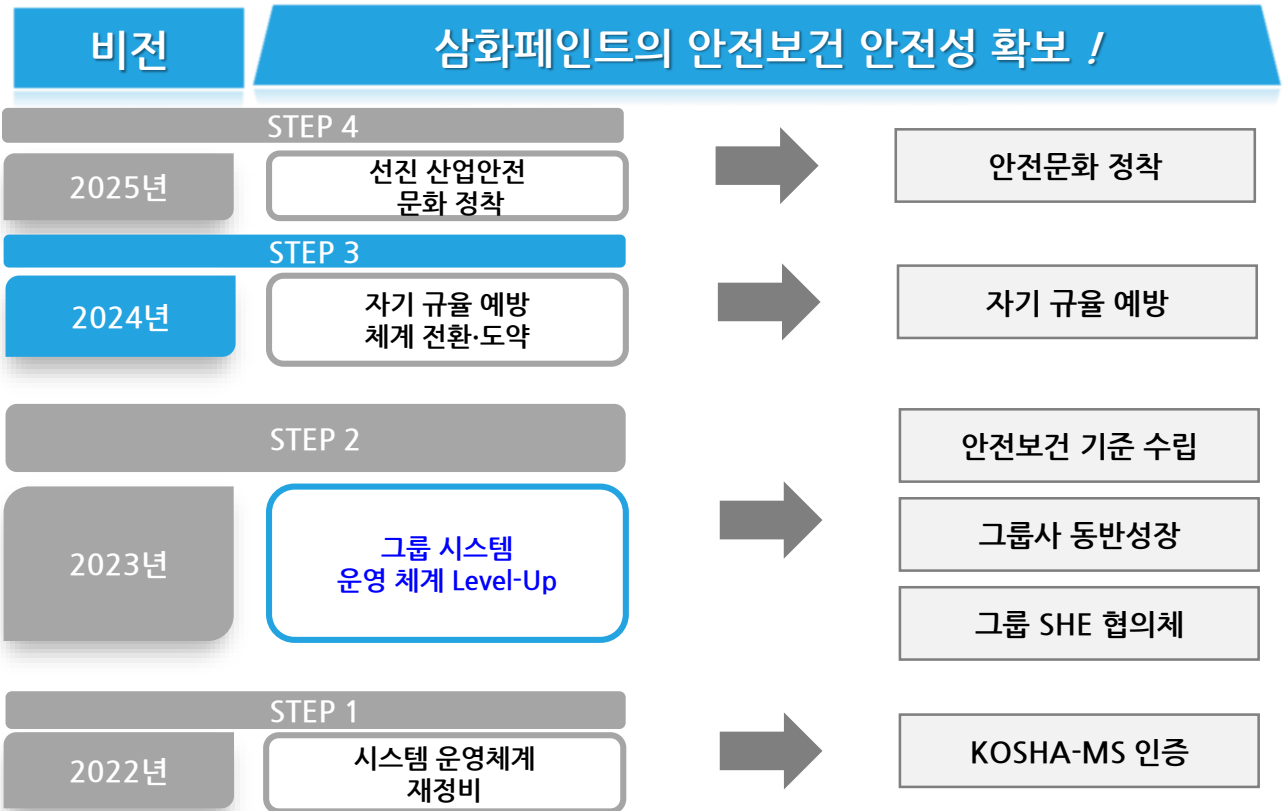 비전
삼화페인트의 안전보건 안전성 확보 !
STEP 4
2025년
선진 산업안전
문화 정착
안전문화 정착
STEP 3
2024년
자기 규율 예방
체계 전환·도약
자기 규율 예방
STEP 2
2023년
그룹 시스템
운영 체계 Level-Up
안전보건 기준 수립
그룹사 동반성장
그룹 SHE 협의체
STEP 1
2022년
시스템 운영체계
재정비
KOSHA-MS 인증